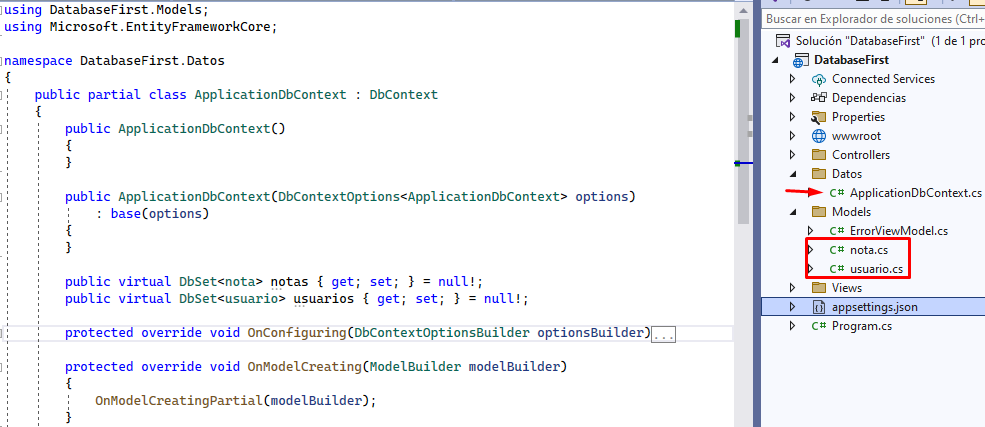 using DatabaseFirst.Models;
using Microsoft.EntityFrameworkCore;
namespace DatabaseFirst.Datos
{
public partial class ApplicationDbContext : DbContext
{
public ApplicationDbContext()
{
}
public ApplicationDbContext(DbContextOptions<ApplicationDbContext> options)
: base(options)
{
}
public virtual DbSet<nota> notas { get; set; } = null!;
public virtual DbSet<usuario> usuarios { get; set; } = null!;
protected override void OnConfiguring(DbContextOptionsBuilder optionsBuilder)...
protected override void OnModelCreating(ModelBuilder modelBuilder)
{
OnModelCreatingPartial(modelBuilder);
}
Buscar en Explorador de soluciones (Ctrl+
Solución "DatabaseFirst" (1 de 1 pro
DatabaseFirst
Connected Services
Dependencias
Properties
wwwroot
Controllers
Datos
C# ApplicationDbContext.cs
Models
C# ErrorViewModel.cs
C# nota.cs
C# usuario.cs
Views
appsettings.json
C# Program.cs